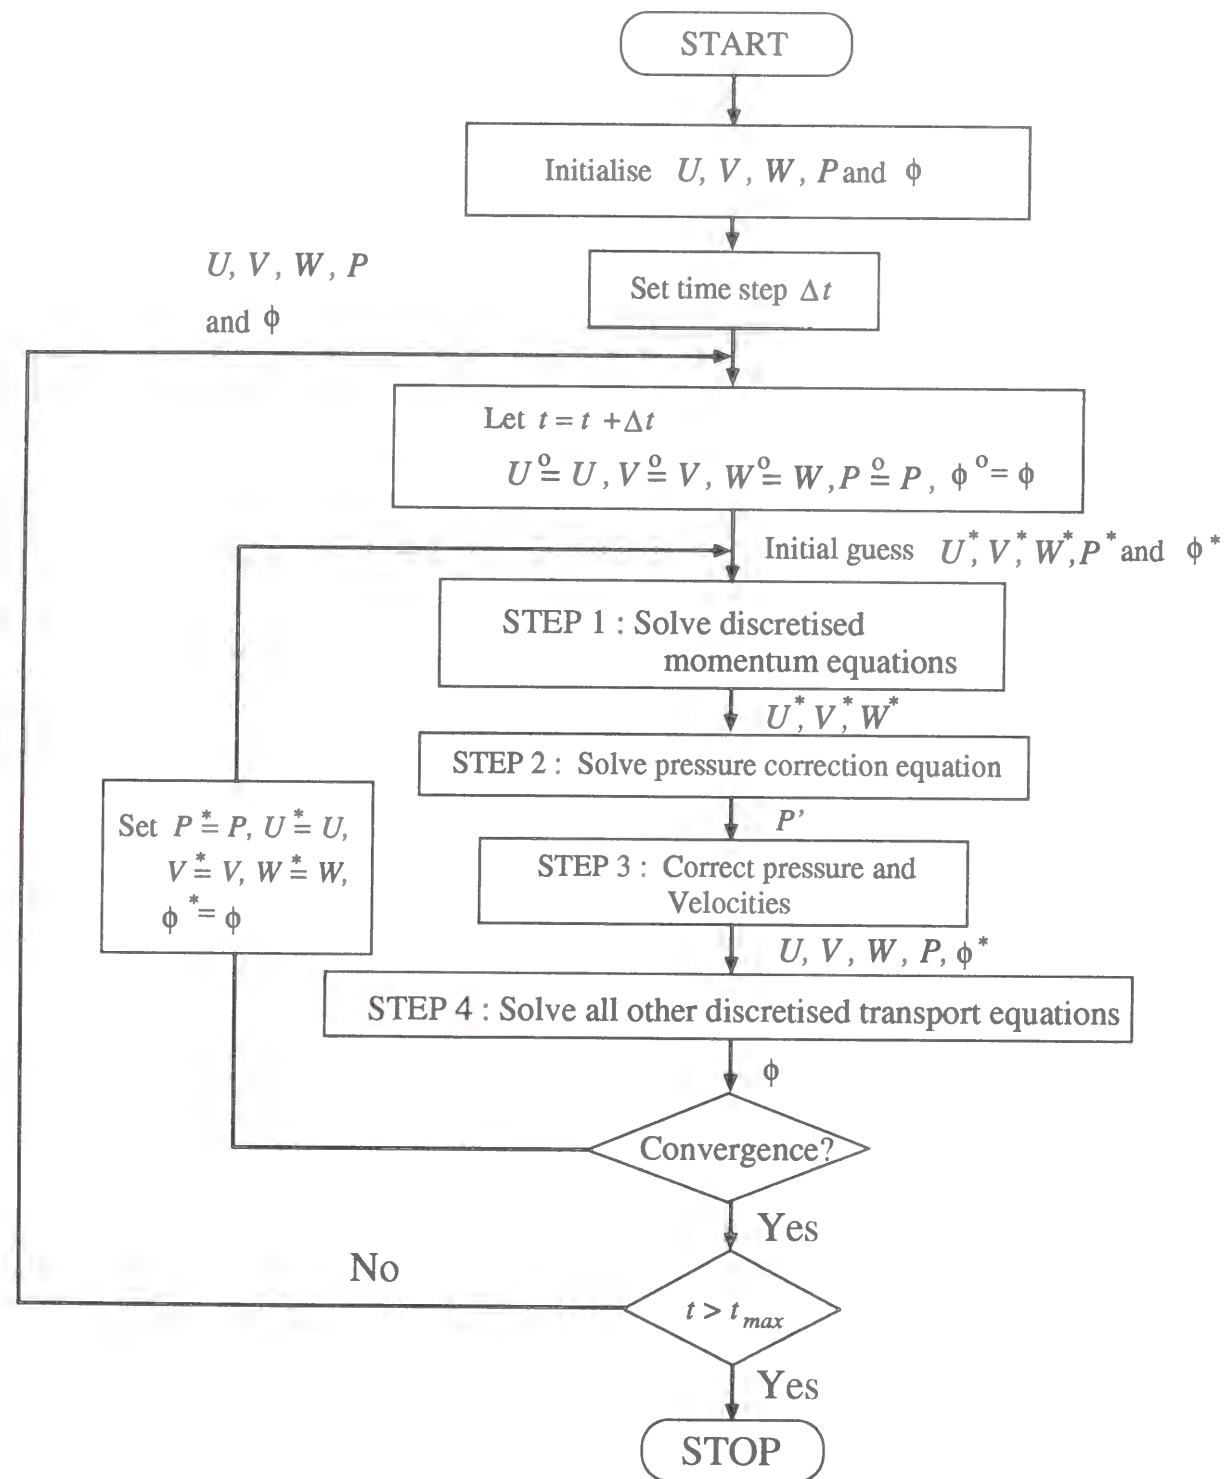 START
Initialise U, V, W, P and ϕ
U, V, W, P
and ϕ
Set time step Δt
Let t = t + Δt
U° = U, V° = V, W° = W, P° = P, ϕ° = ϕ
Initial guess U*, V*, W*, P* and ϕ*
STEP 1 : Solve discretised
momentum equations
U*, V*, W*
STEP 2 : Solve pressure correction equation
P'
Set P* = P, U* = U,
V* = V, W* = W,
ϕ* = ϕ
STEP 3 : Correct pressure and
Velocities
U, V, W, P, ϕ*
STEP 4 : Solve all other discretised transport equations
ϕ
Convergence?
Yes
No
t > t_max
Yes
STOP